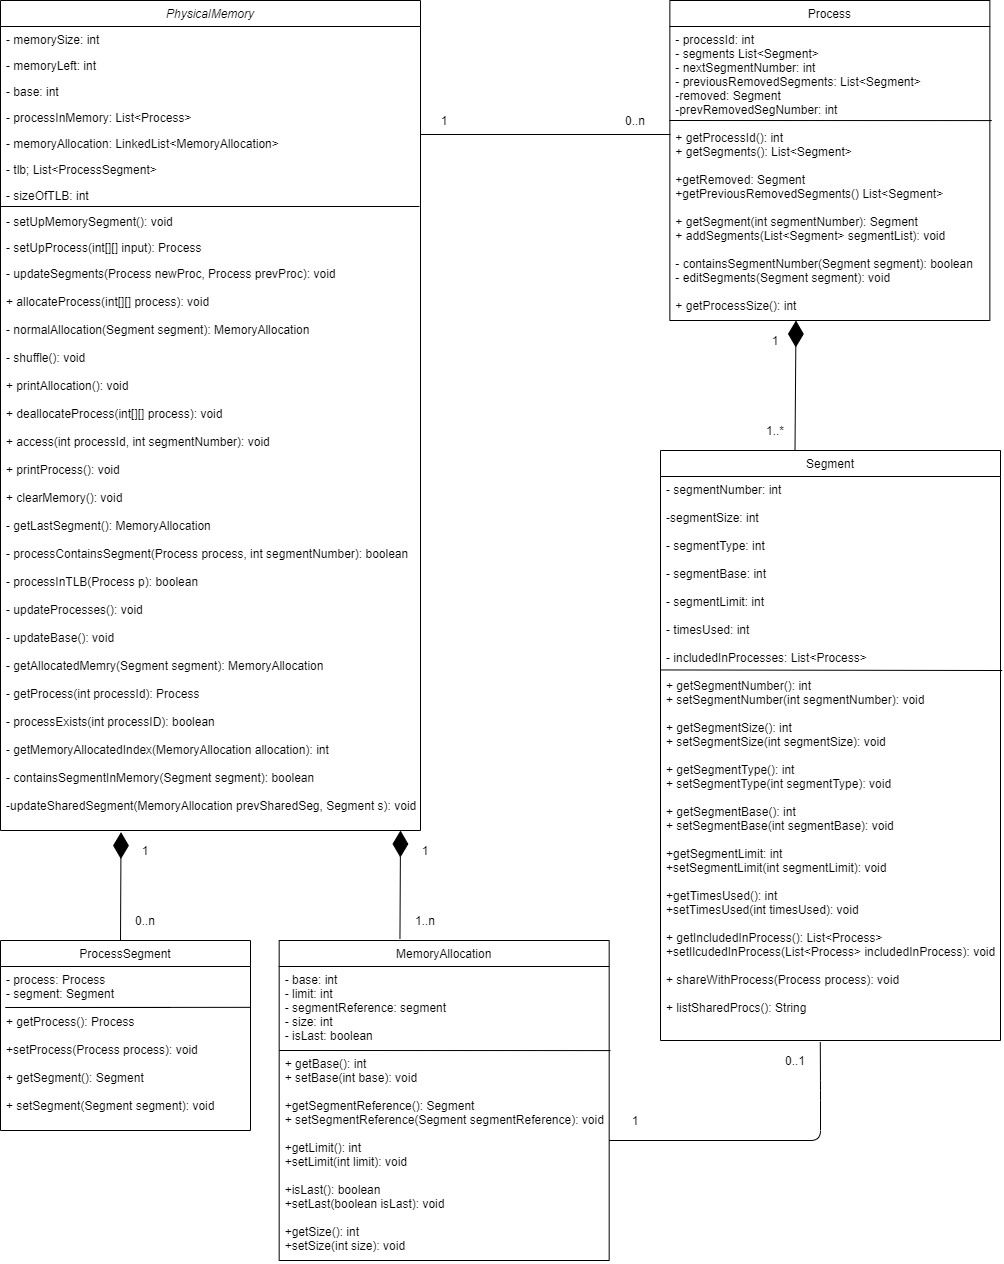 PhysicalMemory
- memorySize: int
- memoryLeft: int
- base: int
- processInMemory: List<Process>
- memoryAllocation: LinkedList<MemoryAllocation>
- tlb; List<ProcessSegment>
- sizeOfTLB: int
- setUpMemorySegment(): void
- setUpProcess(int[][] input): Process
- updateSegments(Process newProc, Process prevProc): void
+ allocateProcess(int[][] process): void
- normalAllocation(Segment segment): MemoryAllocation
- shuffle(): void
+ printAllocation(): void
+ deallocateProcess(int[][] process): void
+ access(int processId, int segmentNumber): void
+ printProcess(): void
+ clearMemory(): void
- getLastSegment(): MemoryAllocation
- processContainsSegment(Process process, int segmentNumber): boolean
- processInTLB(Process p): boolean
- updateProcesses(): void
- updateBase(): void
- getAllocatedMemry(Segment segment): MemoryAllocation
- getProcess(int processId): Process
- processExists(int processID): boolean
- getMemoryAllocatedIndex(MemoryAllocation allocation): int
- containsSegmentInMemory(Segment segment): boolean
-updateSharedSegment(MemoryAllocation prevSharedSeg, Segment s): void
1
0..n
Process
- processId: int
- segments List<Segment>
- nextSegmentNumber: int
- previousRemovedSegments: List<Segment>
-removed: Segment
-prevRemovedSegNumber: int
+ getProcessId(): int
+ getSegments(): List<Segment>
+getRemoved: Segment
+getPreviousRemovedSegments() List<Segment>
+ getSegment(int segmentNumber): Segment
+ addSegments(List<Segment> segmentList): void
- containsSegmentNumber(Segment segment): boolean
- editSegments(Segment segment): void
+ getProcessSize(): int
1
1..*
Segment
- segmentNumber: int
-segmentSize: int
- segmentType: int
- segmentBase: int
- segmentLimit: int
- timesUsed: int
- includedInProcesses: List<Process>
+ getSegmentNumber(): int
+ setSegmentNumber(int segmentNumber): void
+ getSegmentSize(): int
+ setSegmentSize(int segmentSize): void
+ getSegmentType(): int
+ setSegmentType(int segmentType): void
+ getSegmentBase(): int
+ setSegmentBase(int segmentBase): void
+getSegmentLimit: int
+setSegmentLimit(int segmentLimit): void
+getTimesUsed(): int
+setTimesUsed(int timesUsed): void
+ getIncludedInProcess(): List<Process>
+setIcudedInProcess(List<Process> includedInProcess): void
+ shareWithProcess(Process process): void
+ listSharedProcs(): String
1
0..n
1
1..n
ProcessSegment
- process: Process
- segment: Segment
+ getProcess(): Process
+setProcess(Process process): void
+ getSegment(): Segment
+ setSegment(Segment segment): void
MemoryAllocation
- base: int
- limit: int
- segmentReference: segment
- size: int
- isLast: boolean
+ getBase(): int
+ setBase(int base): void
+getSegmentReference(): Segment
+ setSegmentReference(Segment segmentReference): void
+getLimit(): int
+setLimit(int limit): void
+isLast(): boolean
+setLast(boolean isLast): void
+getSize(): int
+setSize(int size): void
0..1
1